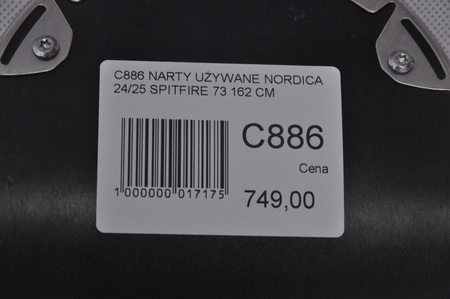 C886 NARTY UŻYWANE NORDICA
24/25 SPITFIRE 73 162 CM
C886
Cena
1 000000 017175
749,00